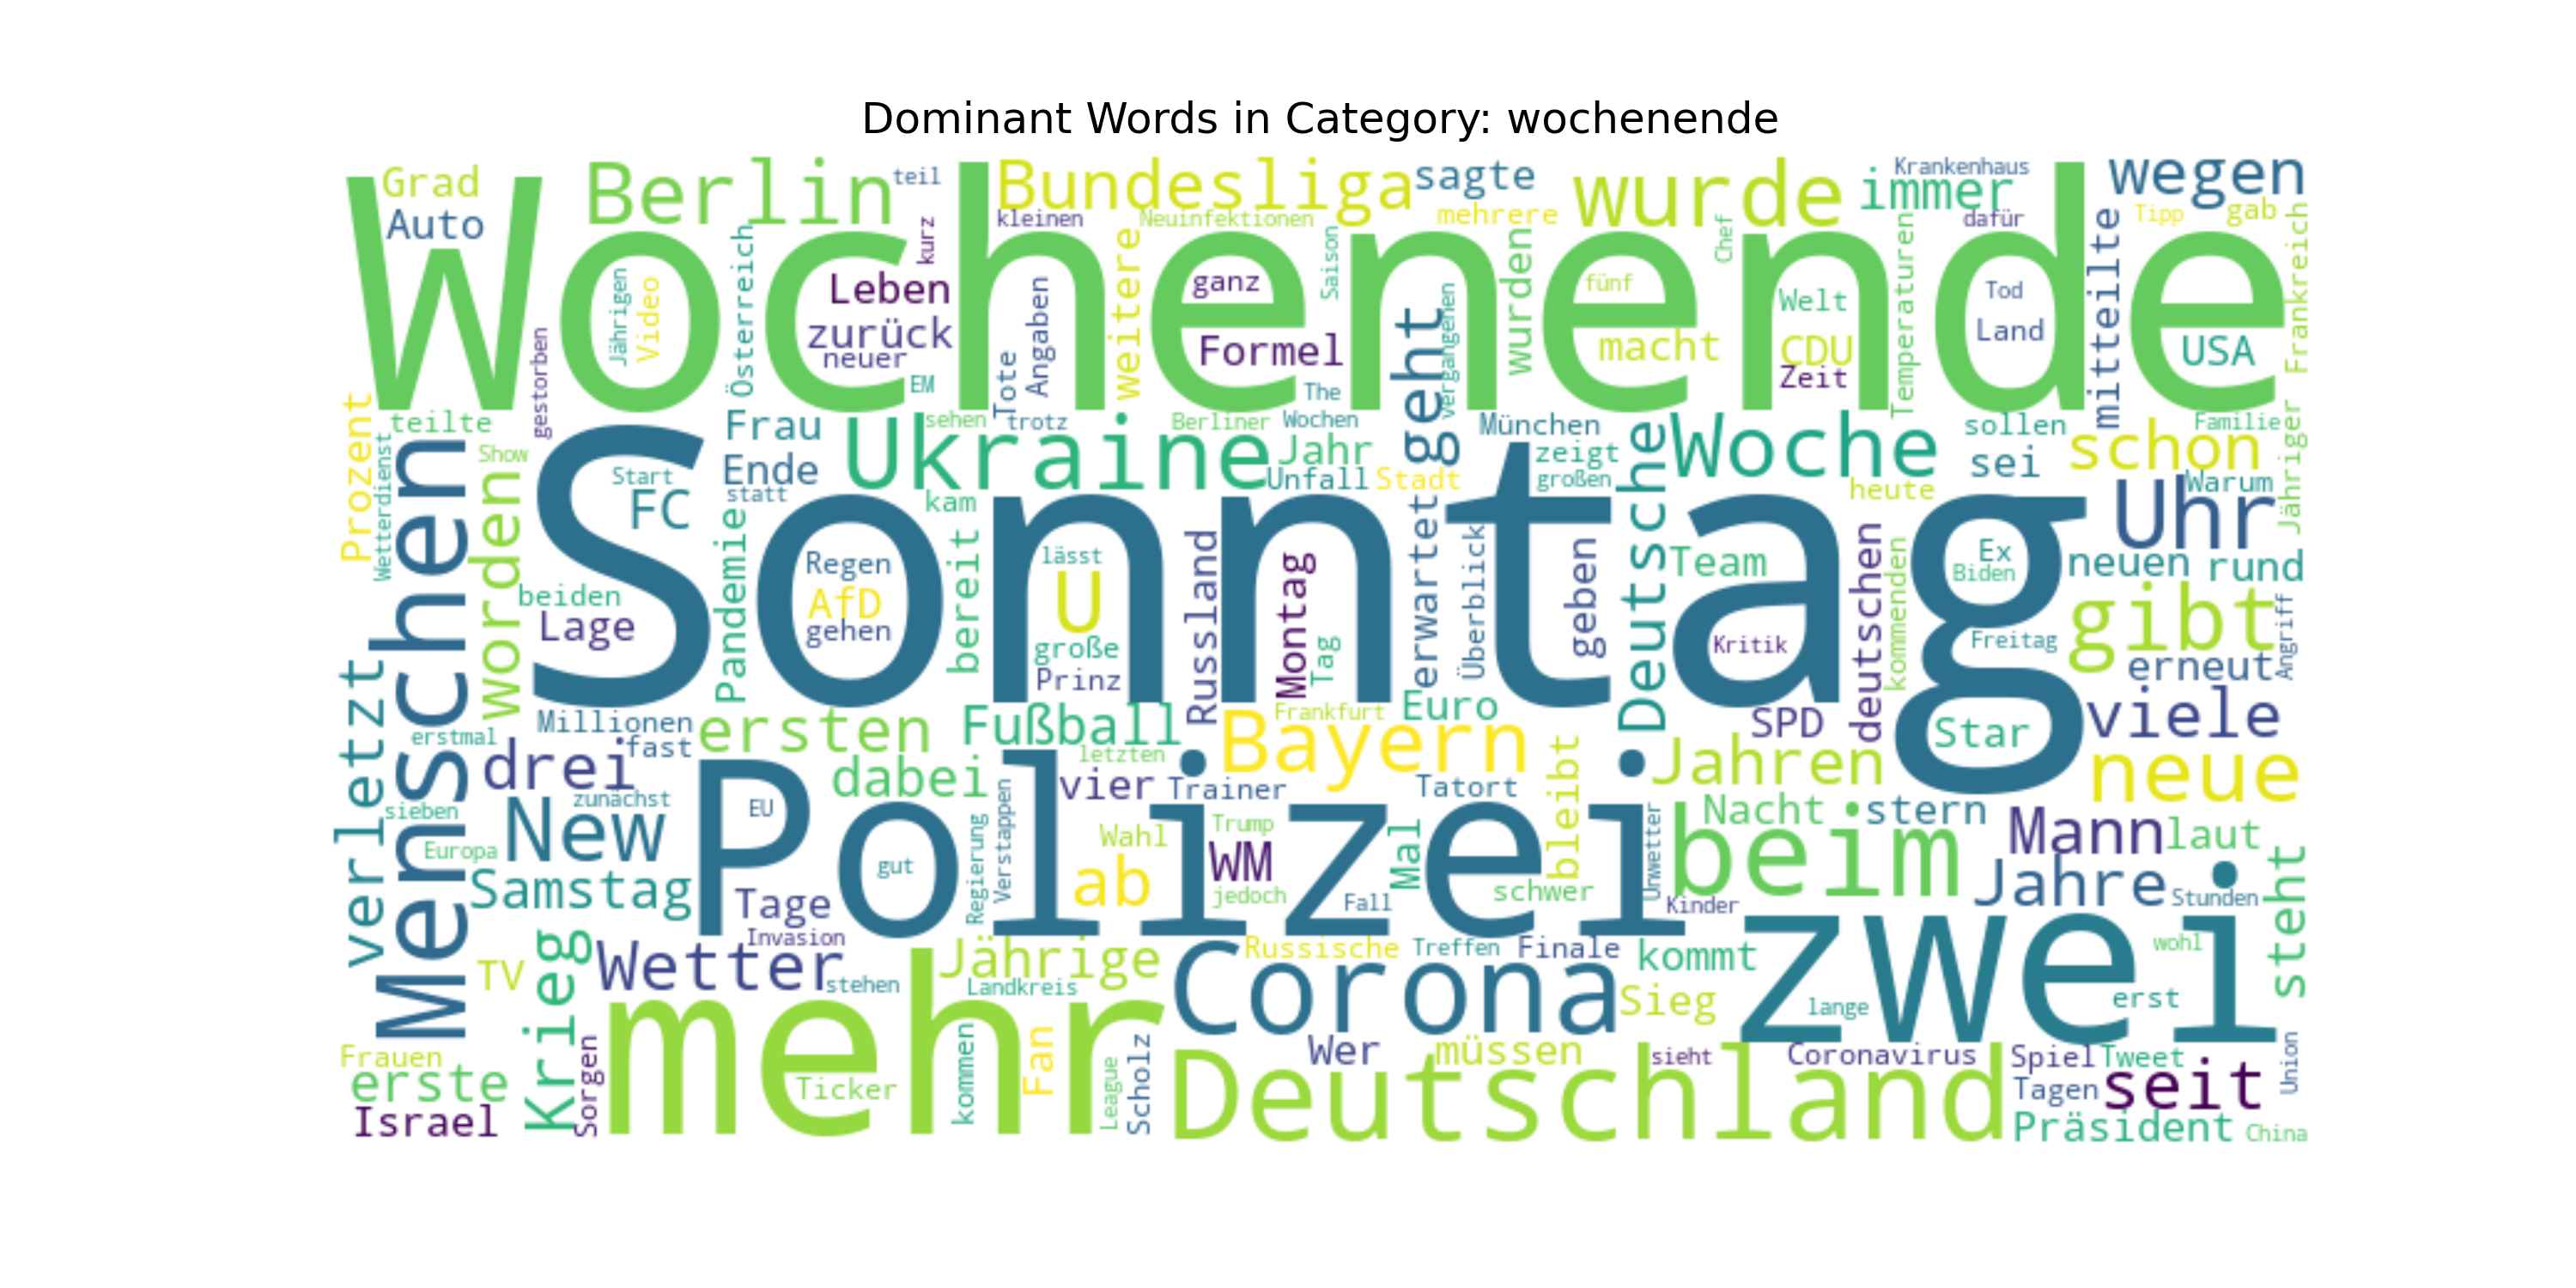 Dominant Words in Category: wochenende
Wochenende
Sonntag
Polizei
zwei
mehr
Deutschland
Corona
Menschen
Ukraine
Berlin
Bundesliga
wurde
beim
Bayern
Grad
Auto
teil
kurz
kleinen
Neuinfektionen
sagte
mehrere
immer
Krankenhaus
dafür
wegen
Tipp
gab
Frankreich
mitteilte
Jährigen
Video
Österreich
Leben
zurück
neuer
EM
gestorben
Tote
Angaben
weitere
ganz
Formel
The
Saison
geht
vergangenen
wurden
fünf
macht
Chef
Welt
CDU
Zeit
Temperaturen
Tod
Land
USA
Prozent
teilte
Wetterdienst
Show
worden
Start
FC
Frau
Ende
statt
sehen
trotz
Berliner
Wochen
Jahr
Unfall
Stadt
kam
München
zeigt
großen
Deutsche
Woche
heute
sollen
sei
schon
Familie
Jähriger
Warum
Uhr
beiden
Lage
Pandemie
Regen
AfD
gehen
bereit
lässt
U
große
Prinz
Russland
Montag
Tag
erwartet
Überblick
geben
Team
Kritik
deutschen
kommenden
Ex
Biden
Freitag
neuen
rund
gibt
Angriff
erneut
verletzt
Millionen
erstmal
fast
drei
ersten
Fußball
Frankfurt
Euro
SPD
Star
viele
letzten
dabei
vier
Trainer
Tatort
bleibt
Jahren
neue
sieben
zunächst
New
Europa
EU
gut
Regierung
Verstappen
Wahl
ab
Trump
WM
jedoch
Fall
Mal
schwer
Unwetter
Nacht
stern
Kinder
Mann
laut
Jahre
Stunden
steht
Samstag
Tage
Invasion
Wetter
stehen
Jährige
Landkreis
Russische
Treffen
Finale
kommt
Sieg
lange
wohl
erst
TV
Krieg
Sorgen
Frauen
erste
Israel
Ticker
kommen
Fan
League
Scholz
Wer
müssen
sieht
Coronavirus
Spiel
Tweet
Tagen
seit
Union
Präsident
China